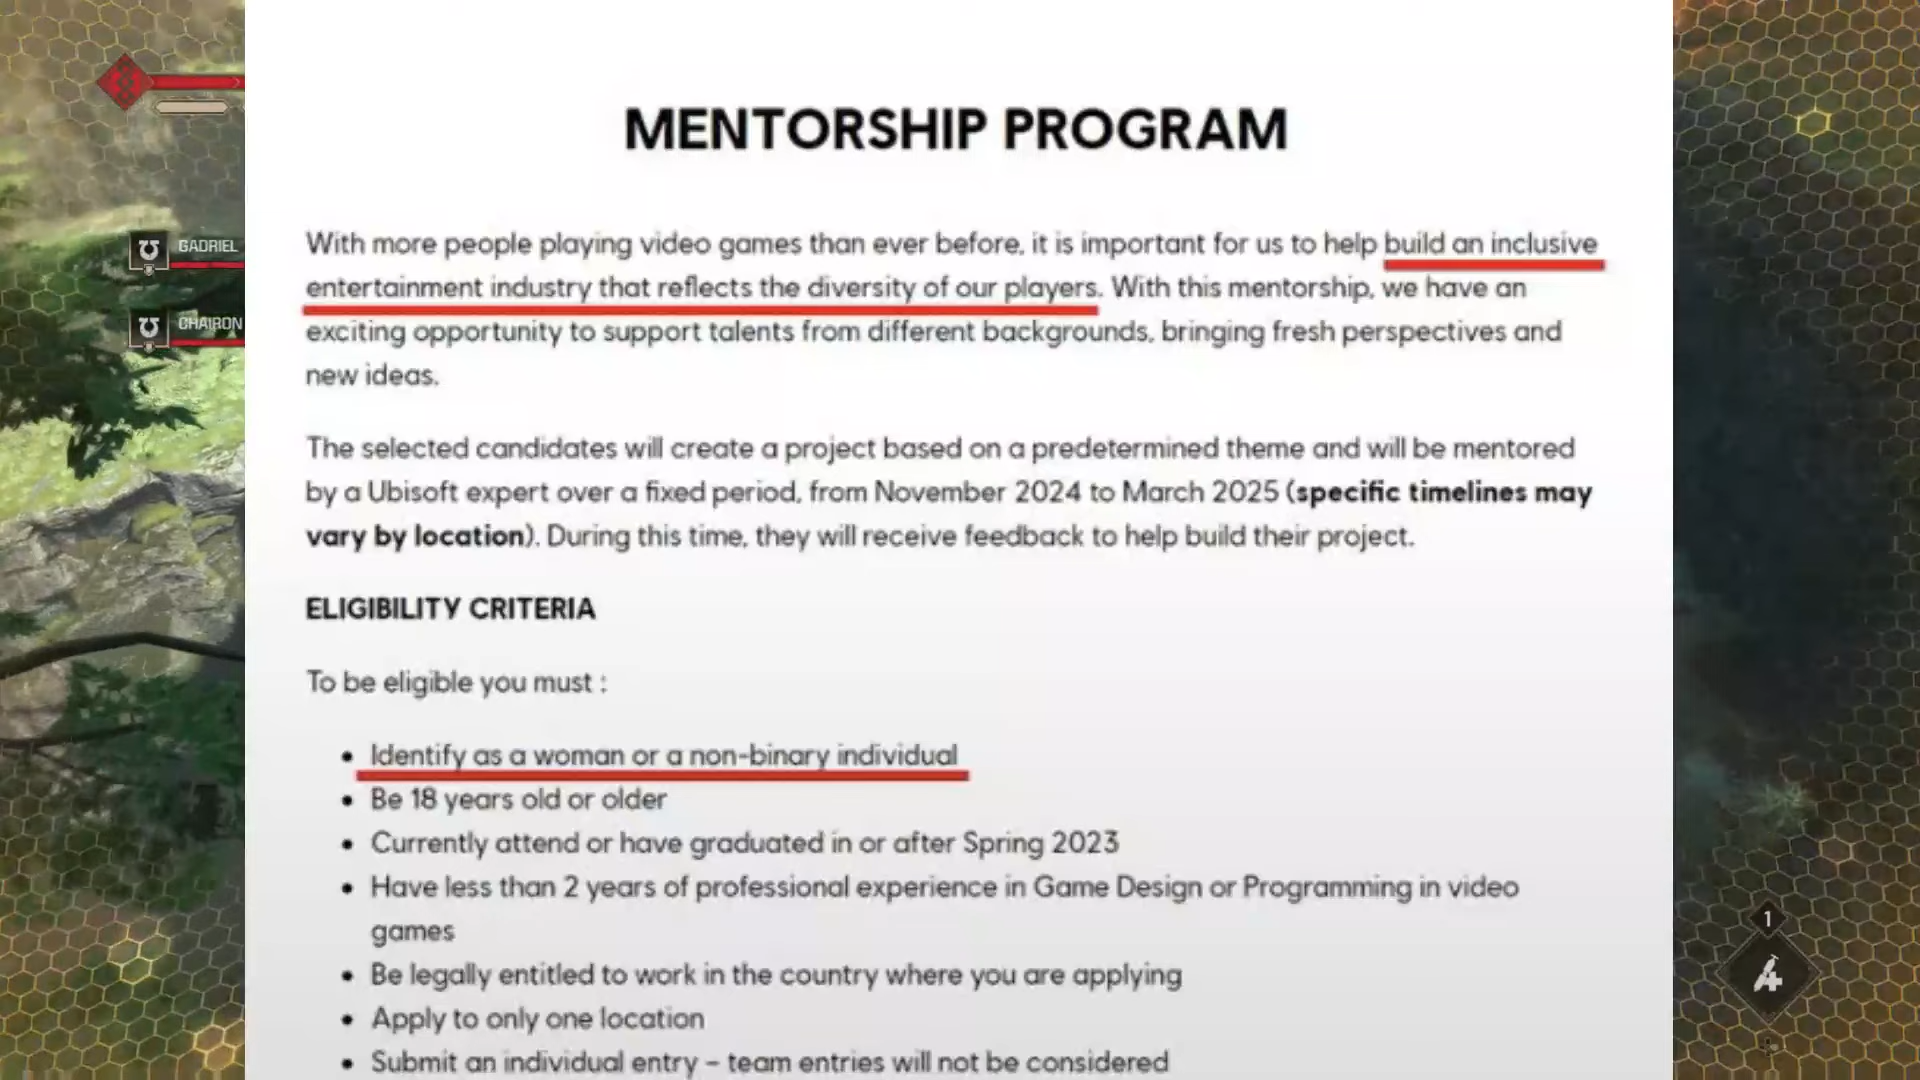 MENTORSHIP PROGRAM
With more people playing video games than ever before, it is important for us to help build an inclusive
entertainment industry that reflects the diversity of our players. With this mentorship, we have an
exciting opportunity to support talents from different backgrounds, bringing fresh perspectives and
new ideas.
The selected candidates will create a project based on a predetermined theme and will be mentored
by a Ubisoft expert over a fixed period, from November 2024 to March 2025 (specific timelines may
vary by location). During this time, they will receive feedback to help build their project.
ELIGIBILITY CRITERIA
To be eligible you must :
• Identify as a woman or a non-binary individual
• Be 18 years old or older
• Currently attend or have graduated in or after Spring 2023
• Have less than 2 years of professional experience in Game Design or Programming in video
games
• Be legally entitled to work in the country where you are applying
• Apply to only one location
• Submit an individual entry – team entries will not be considered
GADRIEL
CHAIRON
1